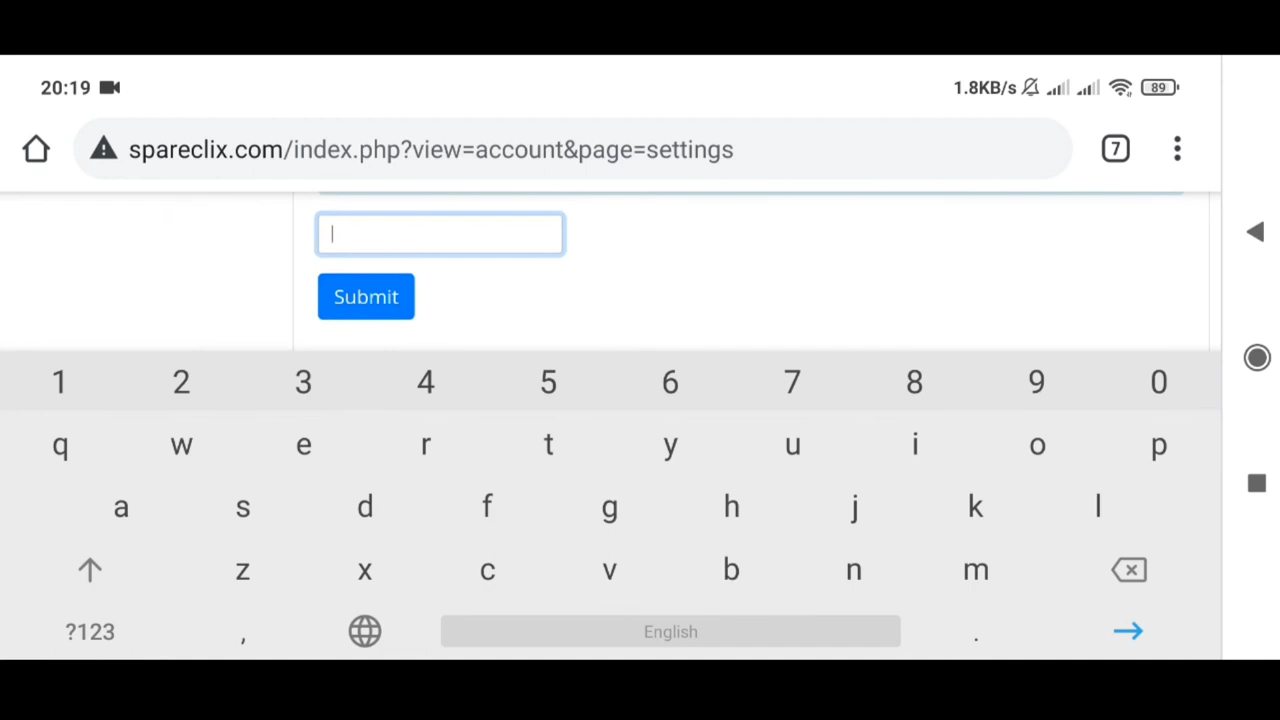 20:19 1.8KB/s 89
spareclix.com/index.php?view=account&page=settings 7
Submit
1 2 3 4 5 6 7 8 9 0
q w e r t y u i o p
a s d f g h j k l
z x c v b n m
?123 , English .